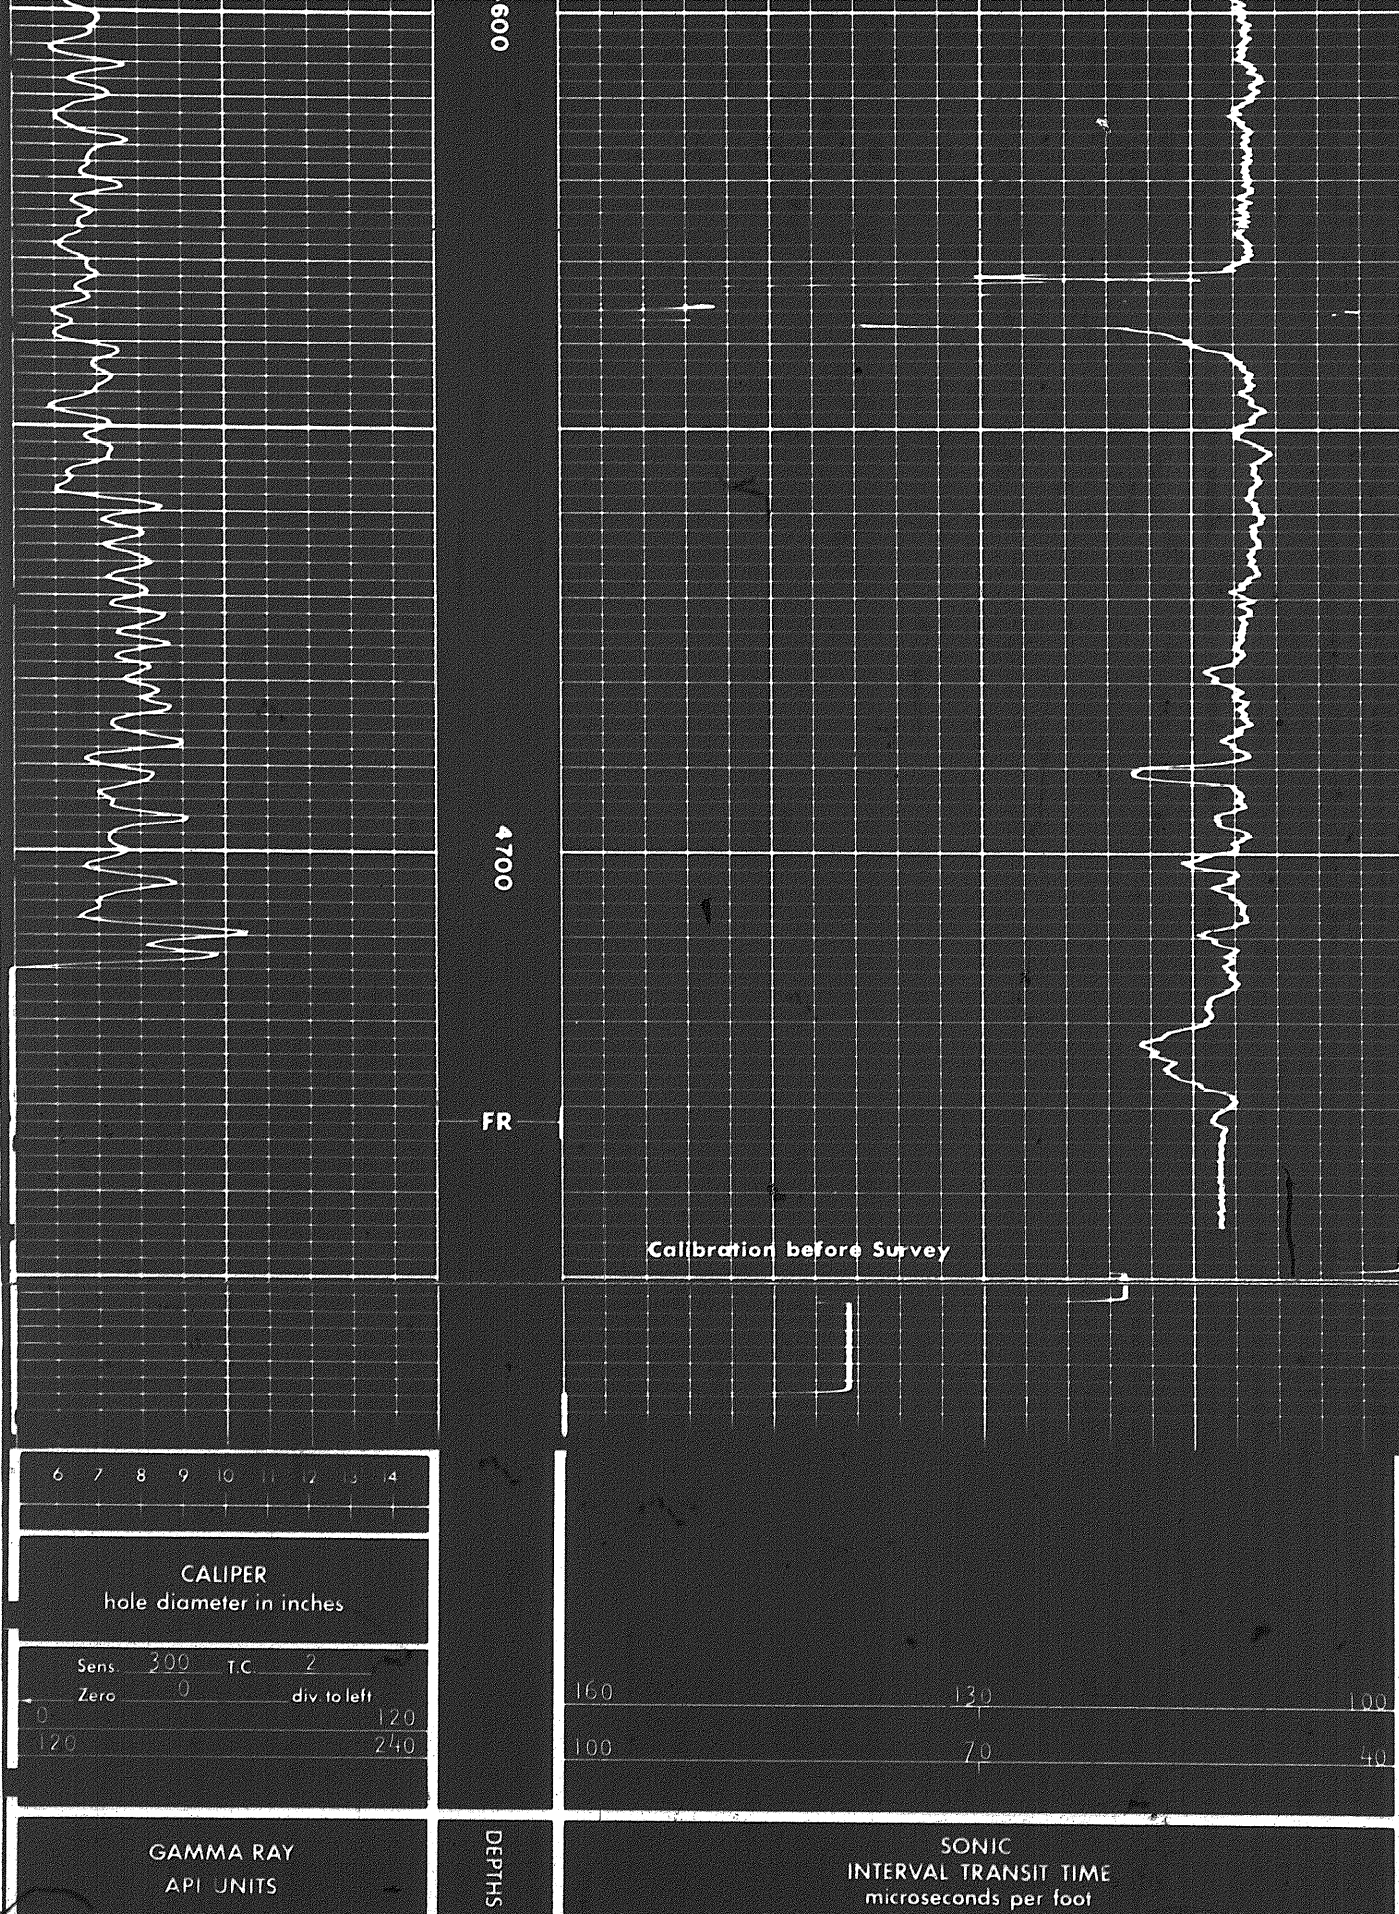 600
4700
FR
Calibration before Survey
6 7 8 9 10 11 12 13 14
CALIPER
hole diameter in inches
Sens. 300 T.C. 2
Zero 0 div. to left
0 120
120 240
160 130 100
100 70 40
GAMMA RAY
API UNITS
DEPTHS
SONIC
INTERVAL TRANSIT TIME
microseconds per foot